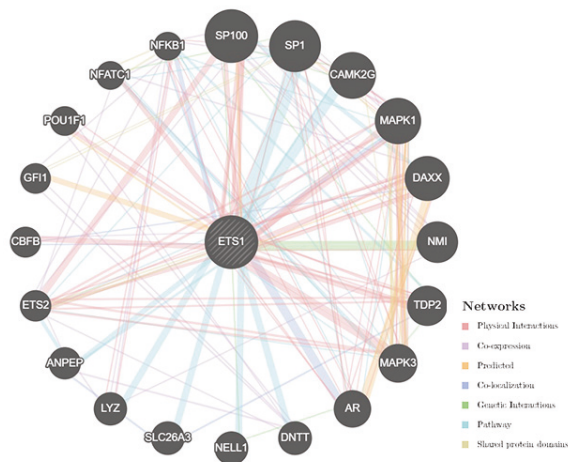 SP100
SP1
CAMK2G
MAPK1
DAXX
NMI
TDP2
MAPK3
AR
DNTT
NELL1
SLC26A3
LYZ
ANPEP
ETS2
CBFB
GFI1
POU1F1
NFATC1
NFKB1
ETS1
Networks
Physical Interactions
Co-expression
Predicted
Co-localization
Genetic Interactions
Pathway
Shared protein domains